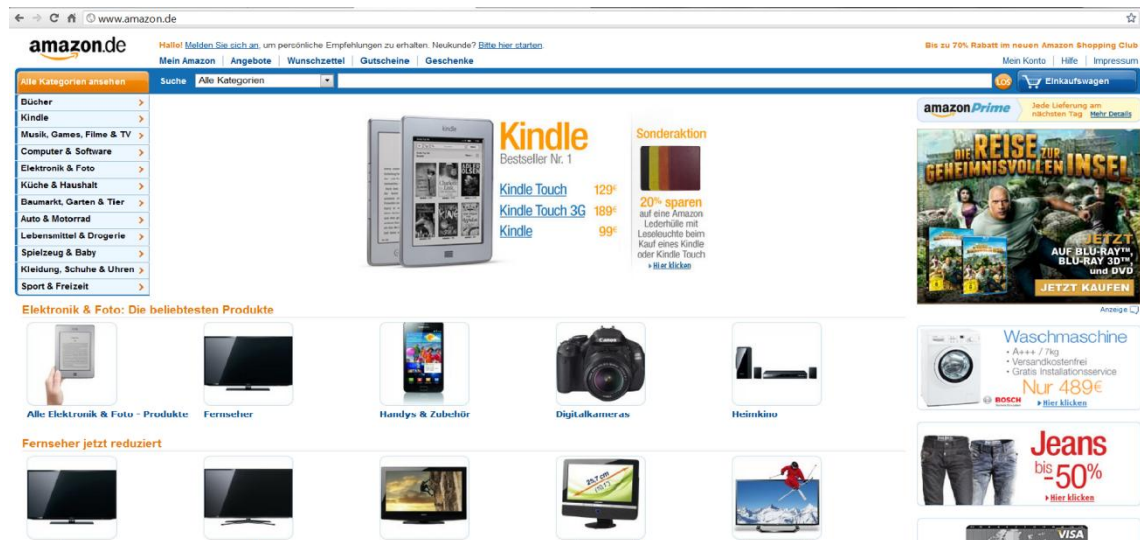 www.amazon.de
amazon.de
Hallo! Melden Sie sich an, um persönliche Empfehlungen zu erhalten. Neukunde? Bitte hier starten.
Bis zu 70% Rabatt im neuen Amazon Shopping Club
Mein Amazon | Angebote | Wunschzettel | Gutscheine | Geschenke
Mein Konto | Hilfe | Impressum
Alle Kategorien ansehen
Suche Alle Kategorien
Los
Einkaufswagen
Bücher
Kindle
Musik, Games, Filme & TV
Computer & Software
Elektronik & Foto
Küche & Haushalt
Baumarkt, Garten & Tier
Auto & Motorrad
Lebensmittel & Drogerie
Spielzeug & Baby
Kleidung, Schuhe & Uhren
Sport & Freizeit
kindle
Kindle
Bestseller Nr. 1
Kindle Touch 129€
Kindle Touch 3G 189€
Kindle 99€
Sonderaktion
20% sparen
auf eine Amazon
Lederhülle mit
Leseleuchte beim
Kauf eines Kindle
oder Kindle Touch
Hier klicken
amazonPrime
Jede Lieferung am
nächsten Tag Mehr Details
DIE REISE ZUR
GEHEIMNISVOLLEN INSEL
JETZT
AUF BLU-RAY™,
BLU-RAY 3D™,
und DVD
JETZT KAUFEN
Anzeige
Elektronik & Foto: Die beliebtesten Produkte
Canon
Alle Elektronik & Foto - Produkte
Fernseher
Handys & Zubehör
Digitalkameras
Heimkino
Waschmaschine
• A+++ / 7kg
• Versandkostenfrei
• Gratis Installationsservice
Nur 489€
BOSCH
Hier klicken
Fernseher jetzt reduziert
25,7 cm
Jeans
bis -50%
Hier klicken
VISA